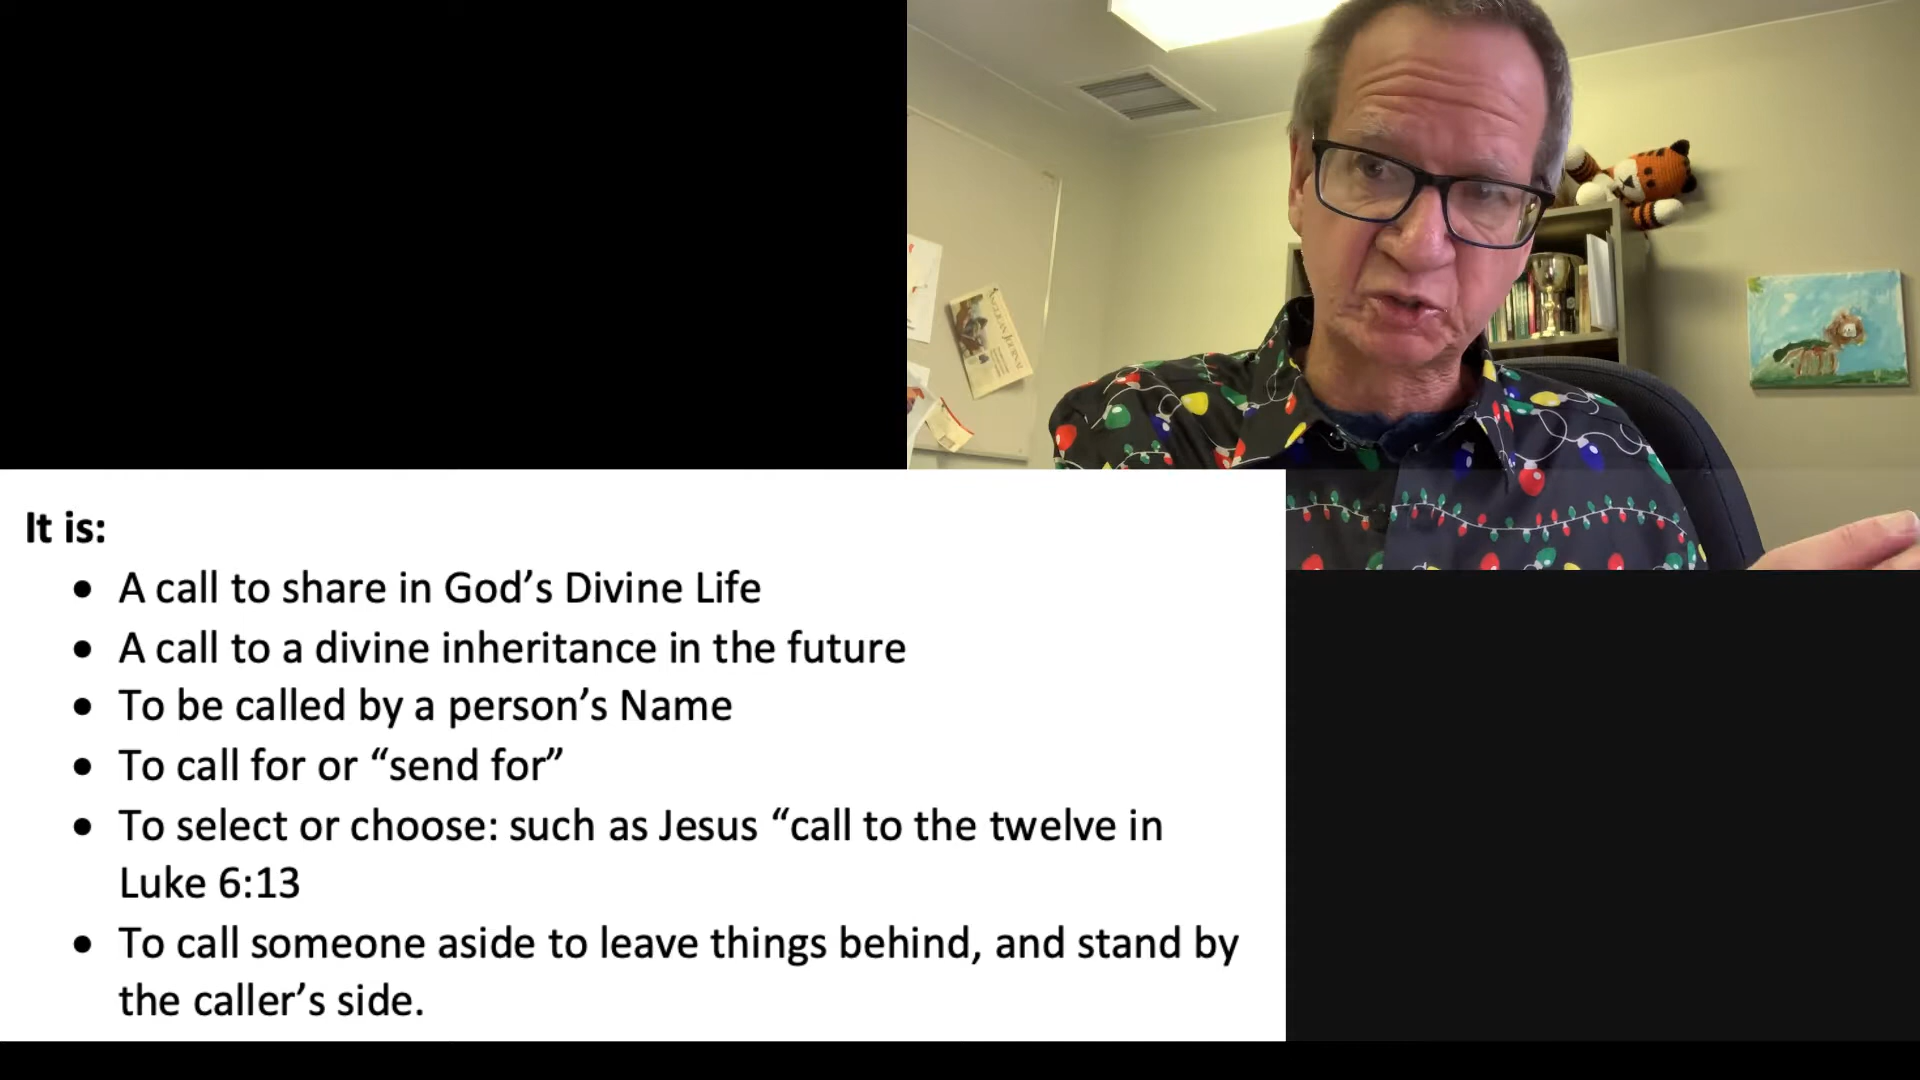 ANGLICAN JOURNAL
It is:
• A call to share in God’s Divine Life
• A call to a divine inheritance in the future
• To be called by a person’s Name
• To call for or “send for”
• To select or choose: such as Jesus “call to the twelve in
Luke 6:13
• To call someone aside to leave things behind, and stand by
the caller’s side.